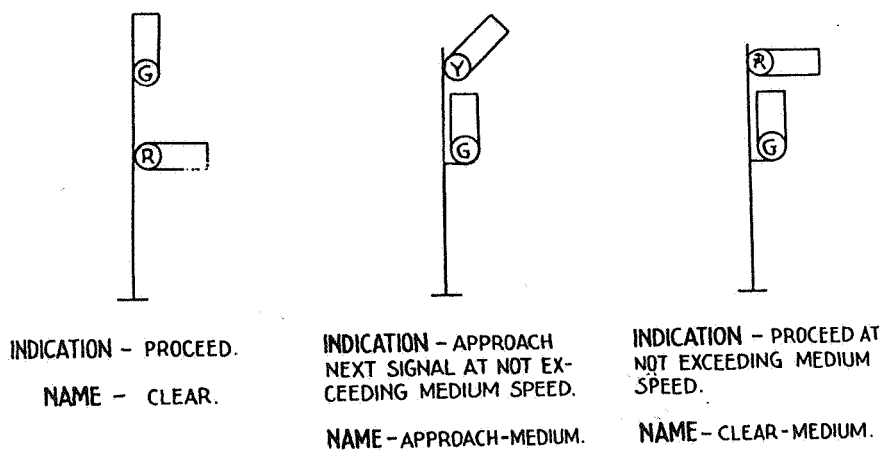 G
R
INDICATION - PROCEED.
NAME - CLEAR.
Y
G
INDICATION - APPROACH
NEXT SIGNAL AT NOT EX-
CEEDING MEDIUM SPEED.
NAME - APPROACH-MEDIUM.
R
G
INDICATION - PROCEED AT
NOT EXCEEDING MEDIUM
SPEED.
NAME - CLEAR-MEDIUM.